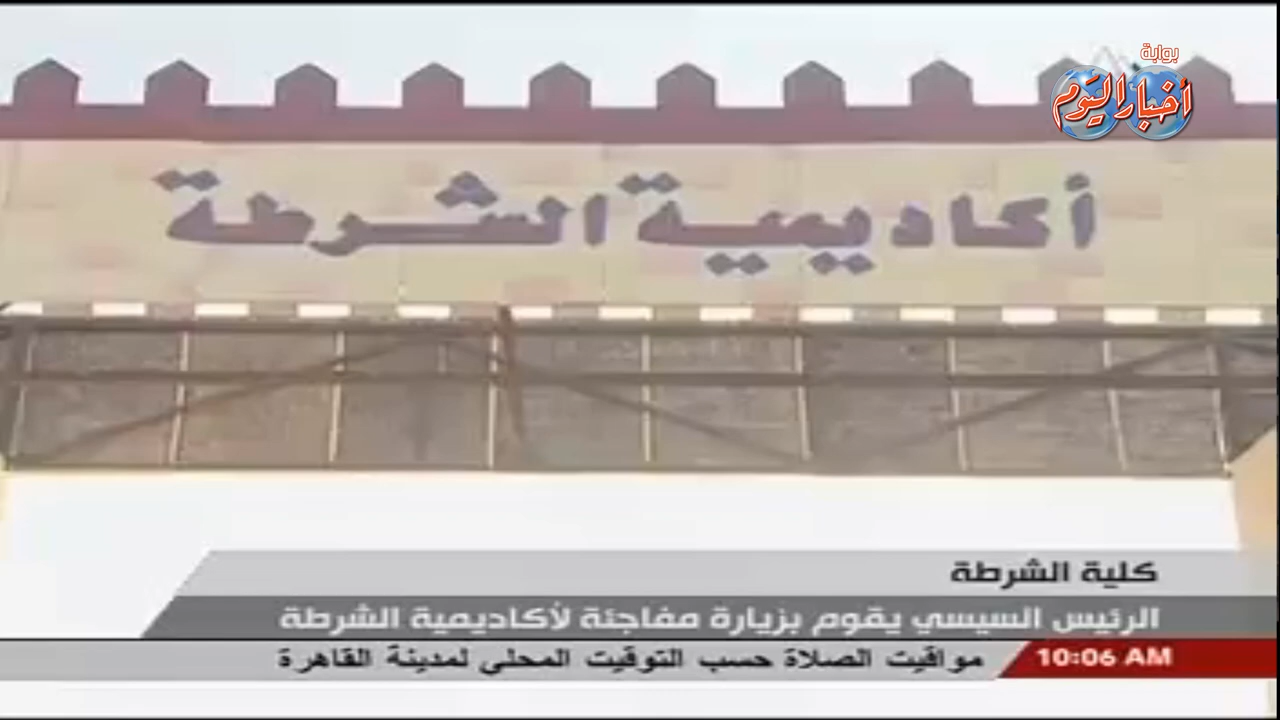 بوابة
أخبار اليوم
أكاديمية الشرطة
كلية الشرطة
الرئيس السيسي يقوم بزيارة مفاجئة لأكاديمية الشرطة
10:06 AM مواقيت الصلاة حسب التوقيت المحلي لمدينة القاهرة